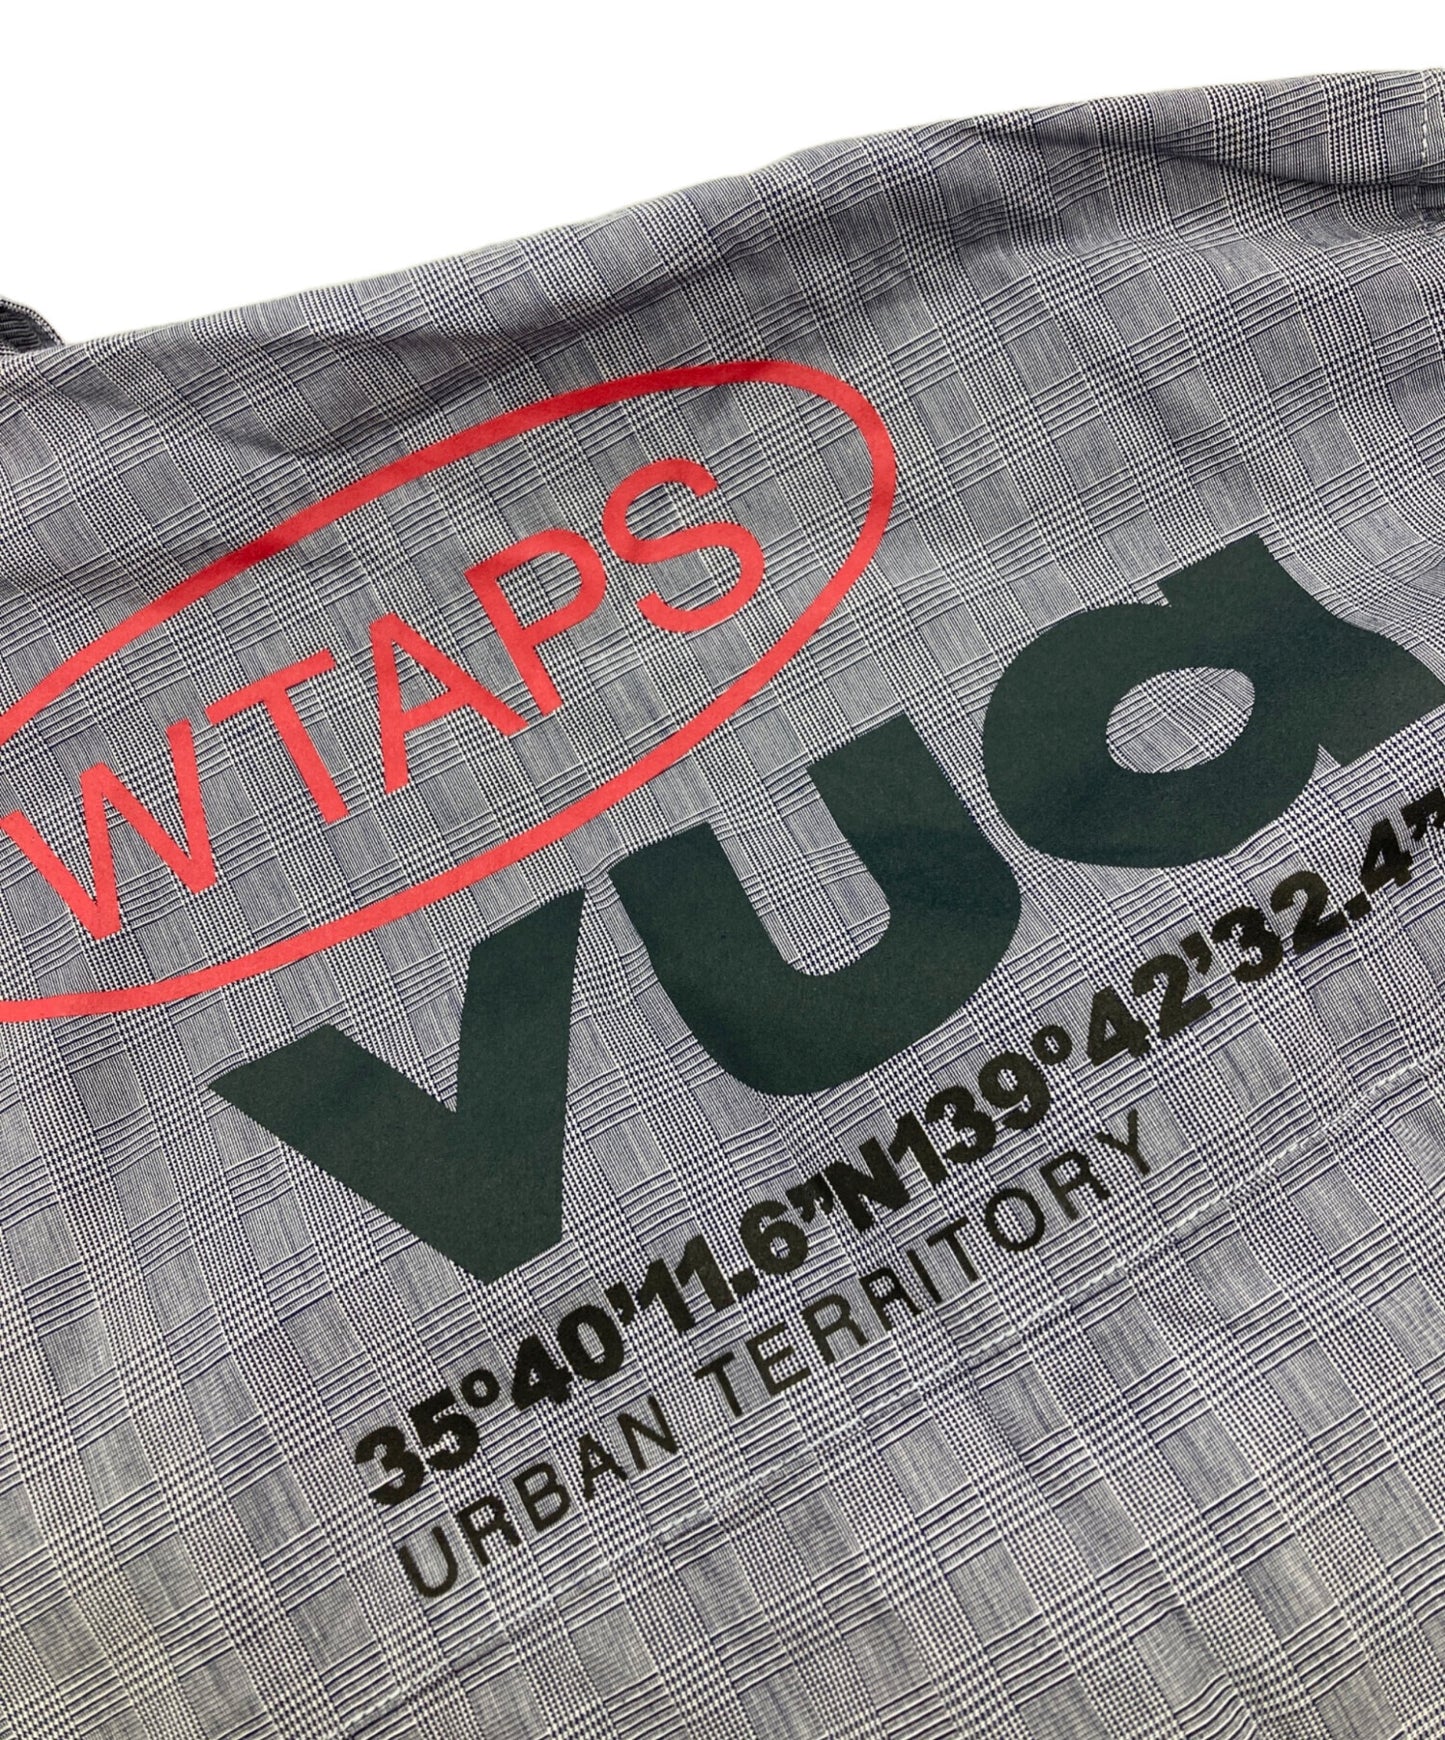 WTAPS
vua
35°40’11.6”N139°42’32.4”
URBAN TERRITORY